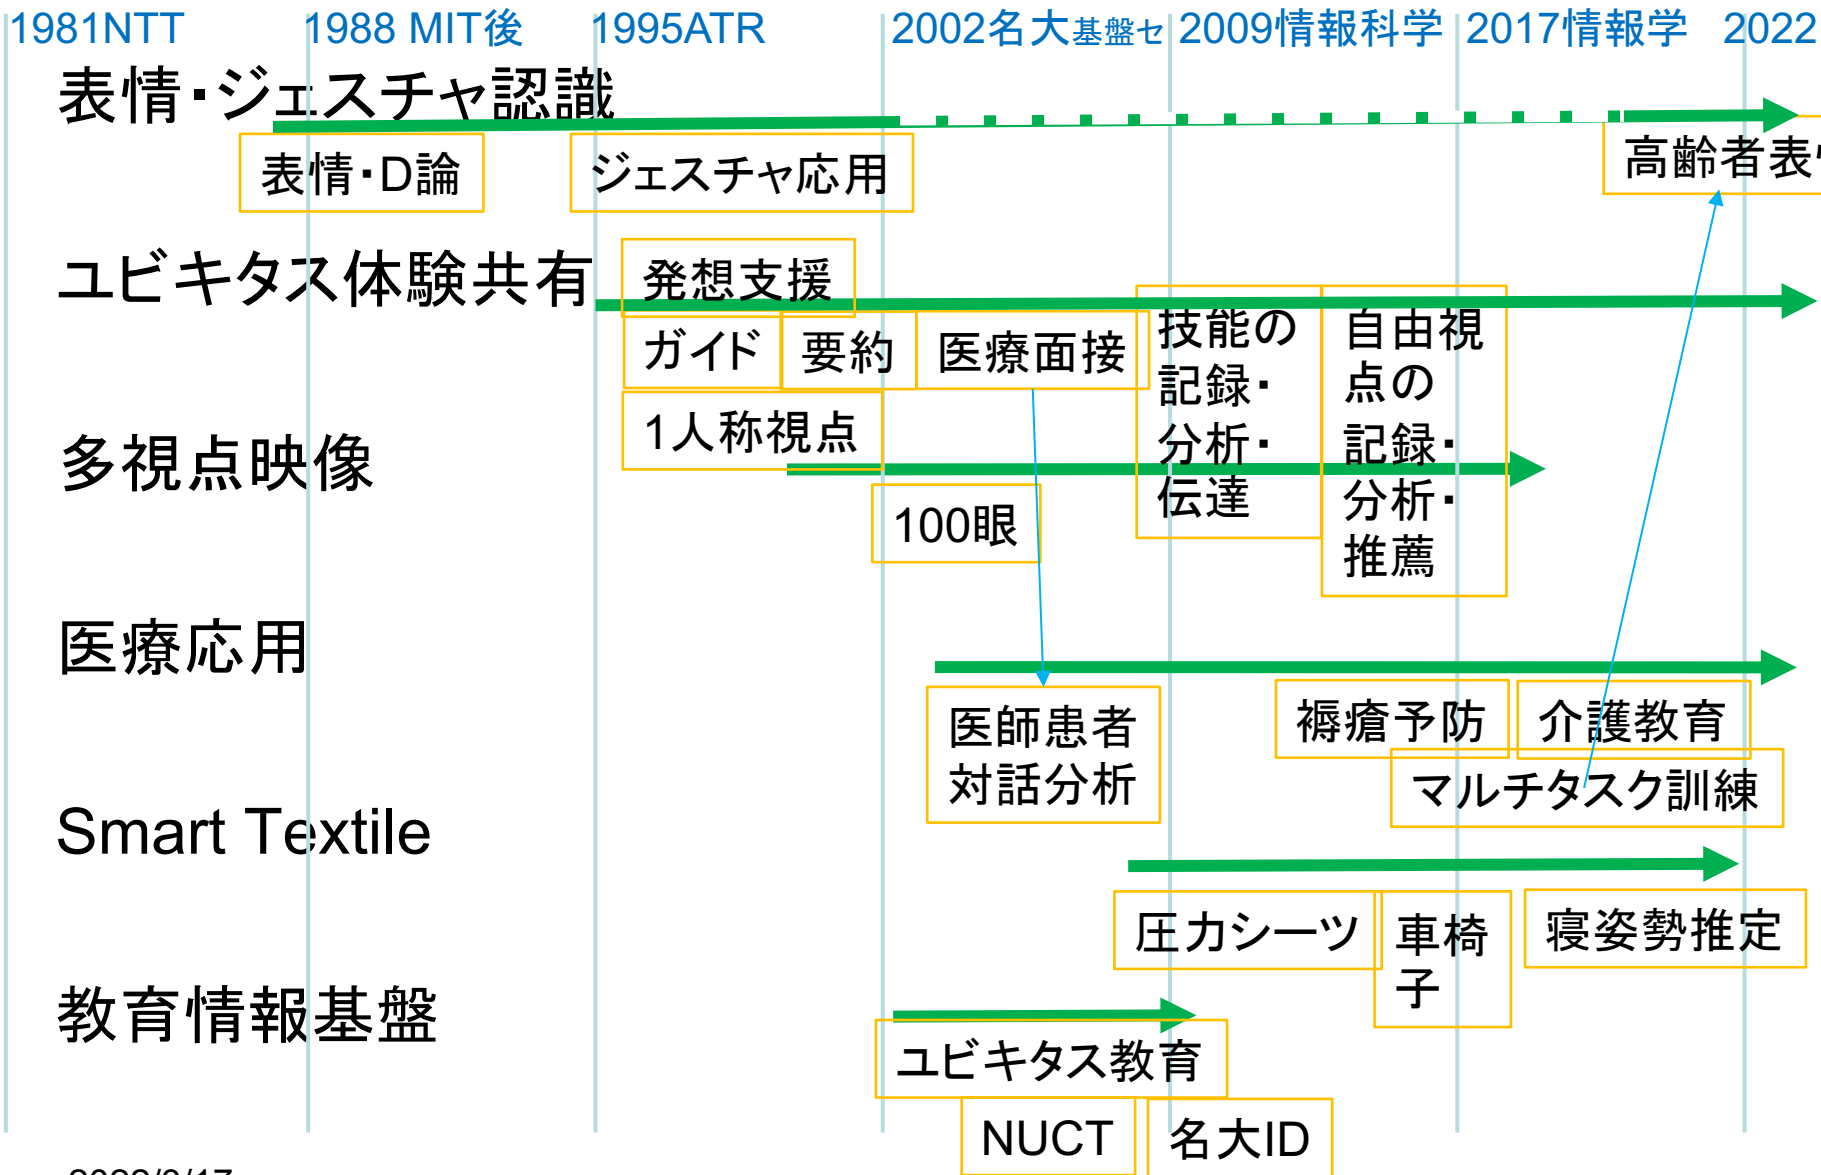 1981NTT
1988 MIT後
1995ATR
2002名大基盤セ
2009情報科学
2017情報学
2022
表情・ジェスチャ認識
表情・D論
ジェスチャ応用
高齢者表
ユビキタス体験共有
発想支援
ガイド
要約
医療面接
1人称視点
技能の
記録・
分析・
伝達
自由視
点の
記録・
分析・
推薦
多視点映像
100眼
医療応用
医師患者
対話分析
褥瘡予防
介護教育
マルチタスク訓練
Smart Textile
圧力シーツ
車椅
子
寝姿勢推定
教育情報基盤
ユビキタス教育
NUCT
名大ID